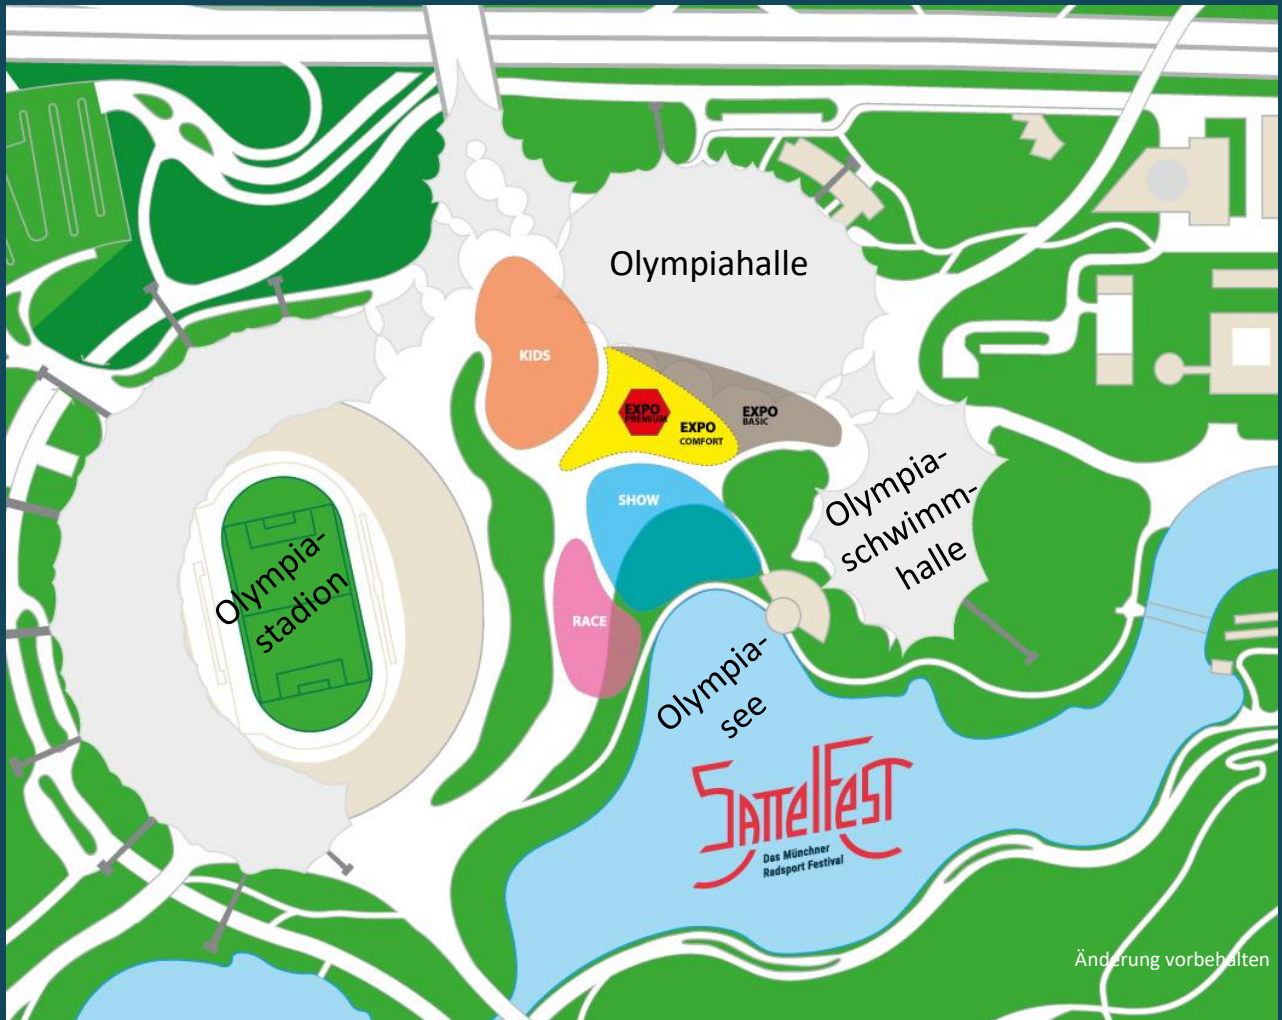 Olympiahalle
KIDS
EXPO
PREMIUM
EXPO
COMFORT
EXPO
BASIC
SHOW
Olympia-
schwimm-
halle
Olympia-
stadion
RACE
Olympia-
see
SATTELFEST
Das Münchner
Radsport Festival
Änderung vorbehalten